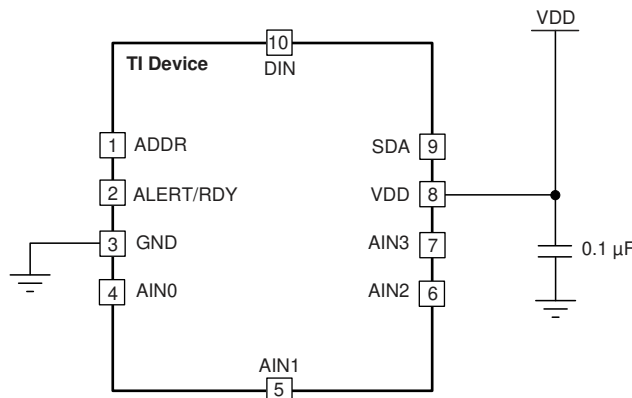 VDD
10
TI Device
DIN
1 ADDR
SDA 9
2 ALERT/RDY
VDD 8
3 GND
AIN3 7
0.1 µF
4 AIN0
AIN2 6
AIN1
5